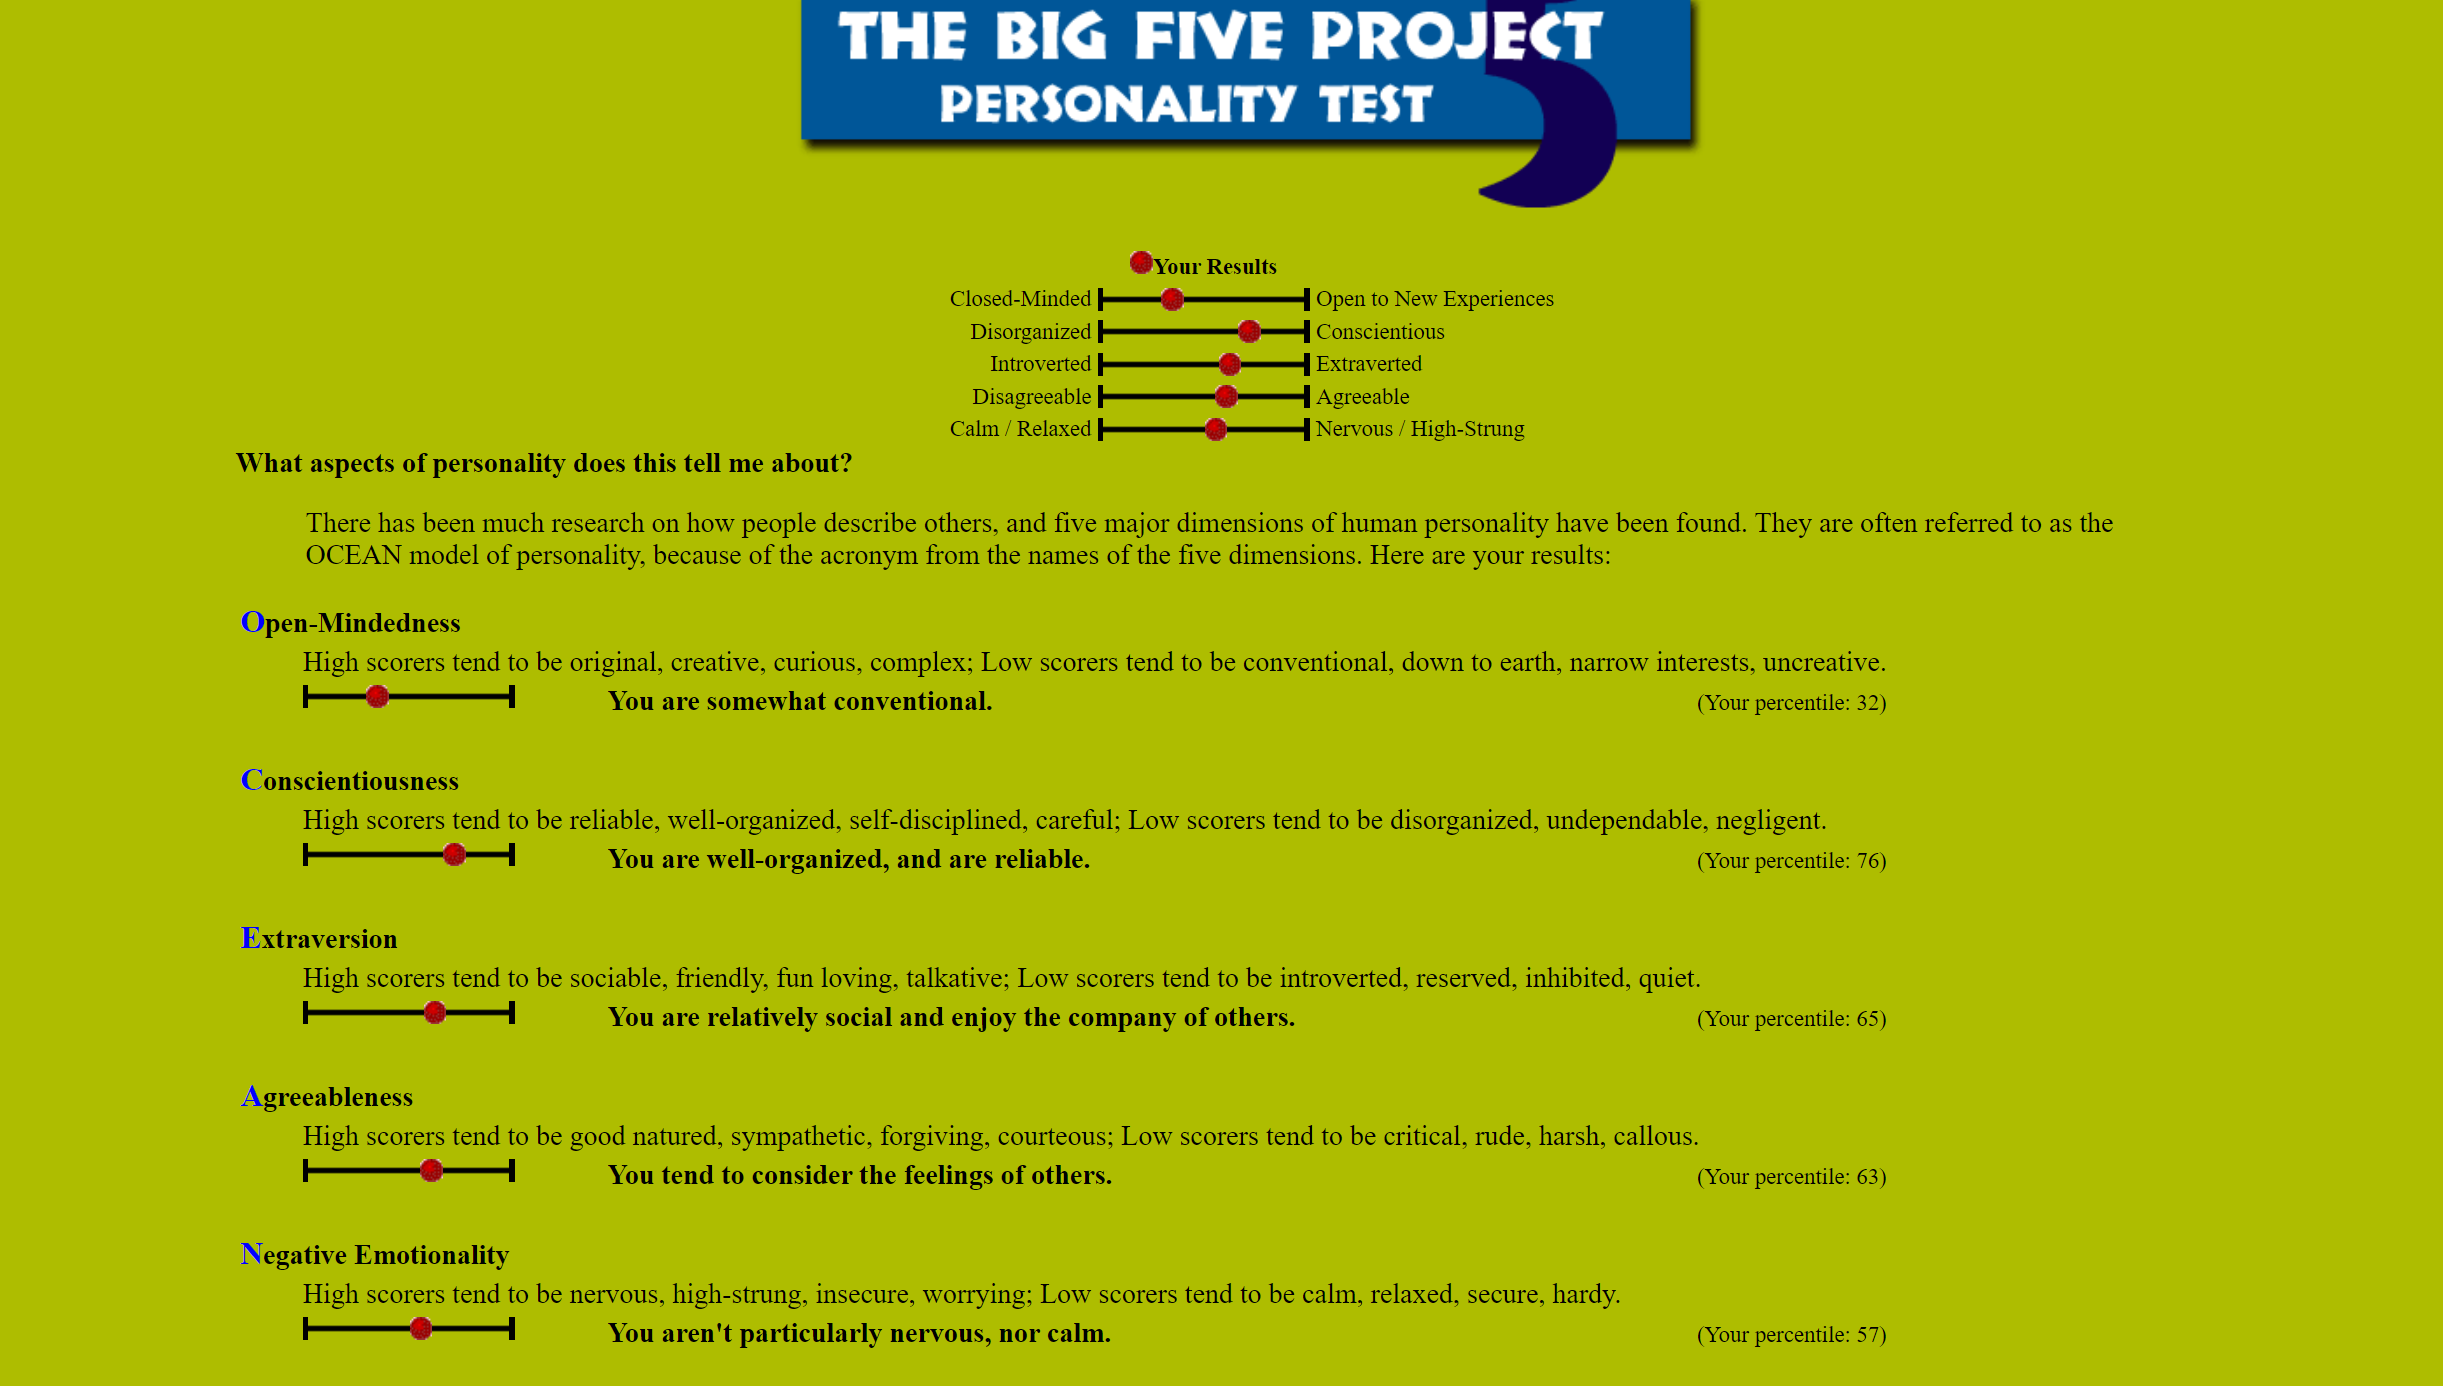 THE BIG FIVE PROJECT
PERSONALITY TEST
5
Your Results
Closed-Minded Open to New Experiences
Disorganized Conscientious
Introverted Extraverted
Disagreeable Agreeable
Calm / Relaxed Nervous / High-Strung
What aspects of personality does this tell me about?
There has been much research on how people describe others, and five major dimensions of human personality have been found. They are often referred to as the
OCEAN model of personality, because of the acronym from the names of the five dimensions. Here are your results:
Open-Mindedness
High scorers tend to be original, creative, curious, complex; Low scorers tend to be conventional, down to earth, narrow interests, uncreative.
You are somewhat conventional. (Your percentile: 32)
Conscientiousness
High scorers tend to be reliable, well-organized, self-disciplined, careful; Low scorers tend to be disorganized, undependable, negligent.
You are well-organized, and are reliable. (Your percentile: 76)
Extraversion
High scorers tend to be sociable, friendly, fun loving, talkative; Low scorers tend to be introverted, reserved, inhibited, quiet.
You are relatively social and enjoy the company of others. (Your percentile: 65)
Agreeableness
High scorers tend to be good natured, sympathetic, forgiving, courteous; Low scorers tend to be critical, rude, harsh, callous.
You tend to consider the feelings of others. (Your percentile: 63)
Negative Emotionality
High scorers tend to be nervous, high-strung, insecure, worrying; Low scorers tend to be calm, relaxed, secure, hardy.
You aren't particularly nervous, nor calm. (Your percentile: 57)